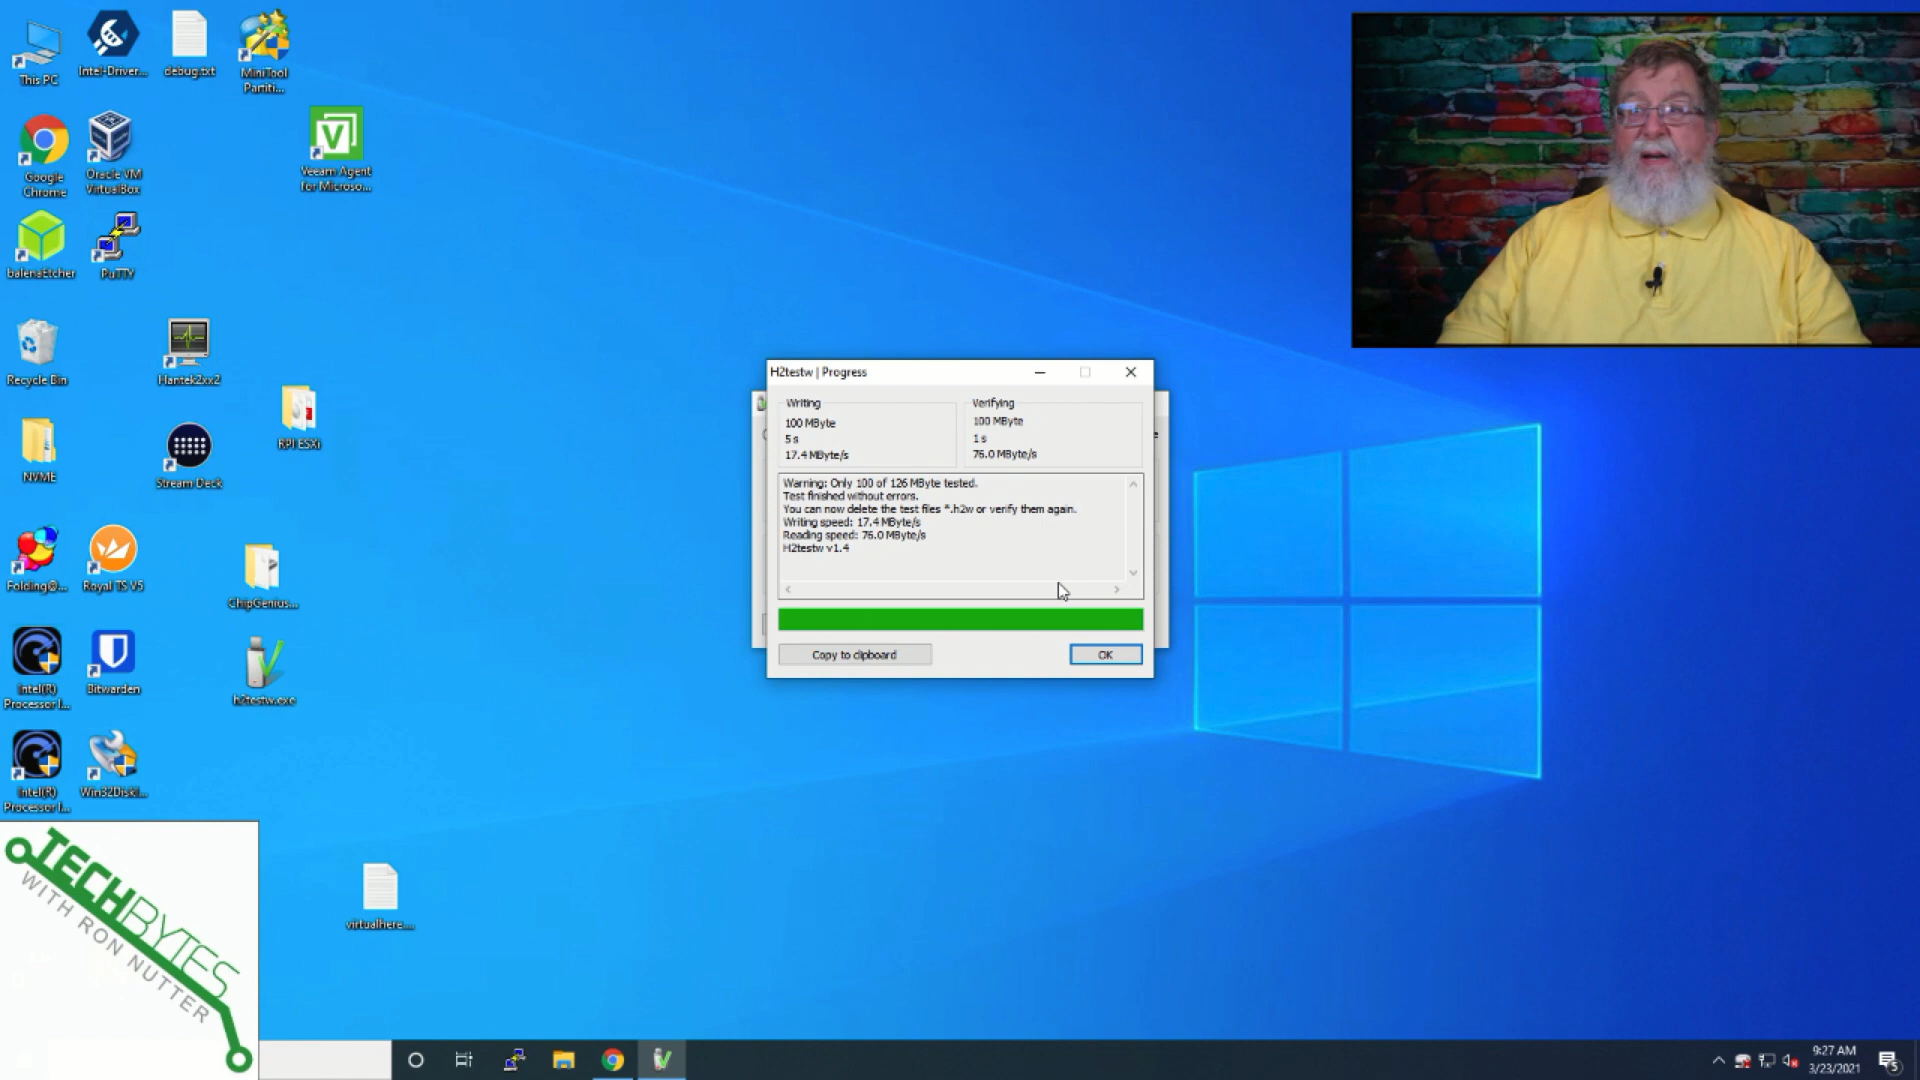 This PC
Intel-Driver...
debug.txt
MiniTool
Partiti...
Google
Chrome
Oracle VM
VirtualBox
Veeam Agent
for Microso...
balenaEtcher
PuTTY
Recycle Bin
Hantek2xx2
RPI ESXi
NVME
Stream Deck
Folding@...
Royal TS V5
ChipGenius...
Intel(R)
Processor I...
Bitwarden
h2testw.exe
Intel(R)
Processor I...
Win32DiskI...
virtualhere....
H2testw | Progress
Writing
100 MByte
5 s
17.4 MByte/s
Verifying
100 MByte
1 s
76.0 MByte/s
Warning: Only 100 of 126 MByte tested.
Test finished without errors.
You can now delete the test files *.h2w or verify them again.
Writing speed: 17.4 MByte/s
Reading speed: 76.0 MByte/s
H2testw v1.4
Copy to clipboard
OK
TECHBYTES
WITH RON NUTTER
9:27 AM
3/23/2021
5